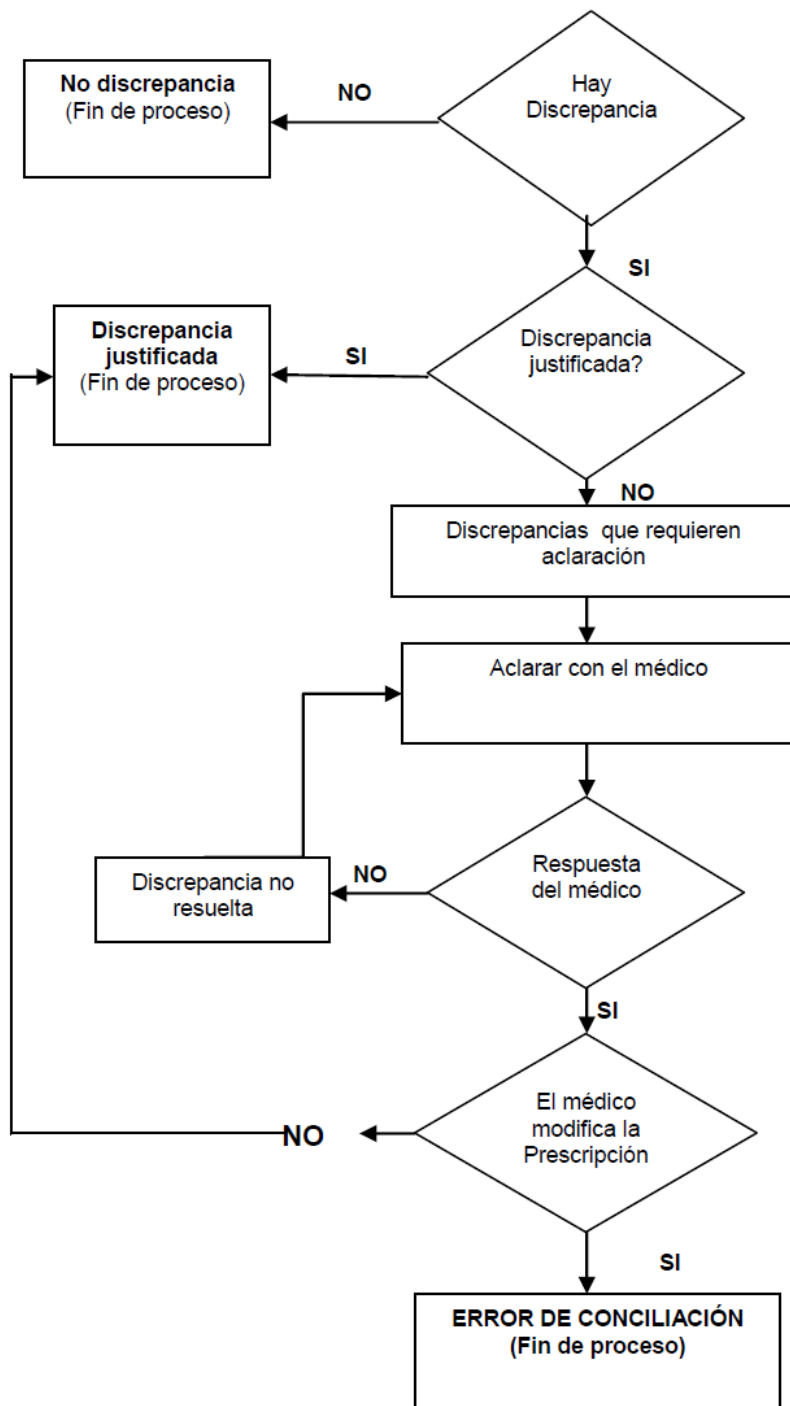 Hay
Discrepancia
NO
No discrepancia
(Fin de proceso)
SI
Discrepancia
justificada?
SI
Discrepancia
justificada
(Fin de proceso)
NO
Discrepancias que requieren
aclaración
Aclarar con el médico
Respuesta
del médico
NO
Discrepancia no
resuelta
SI
El médico
modifica la
Prescripción
NO
SI
ERROR DE CONCILIACIÓN
(Fin de proceso)